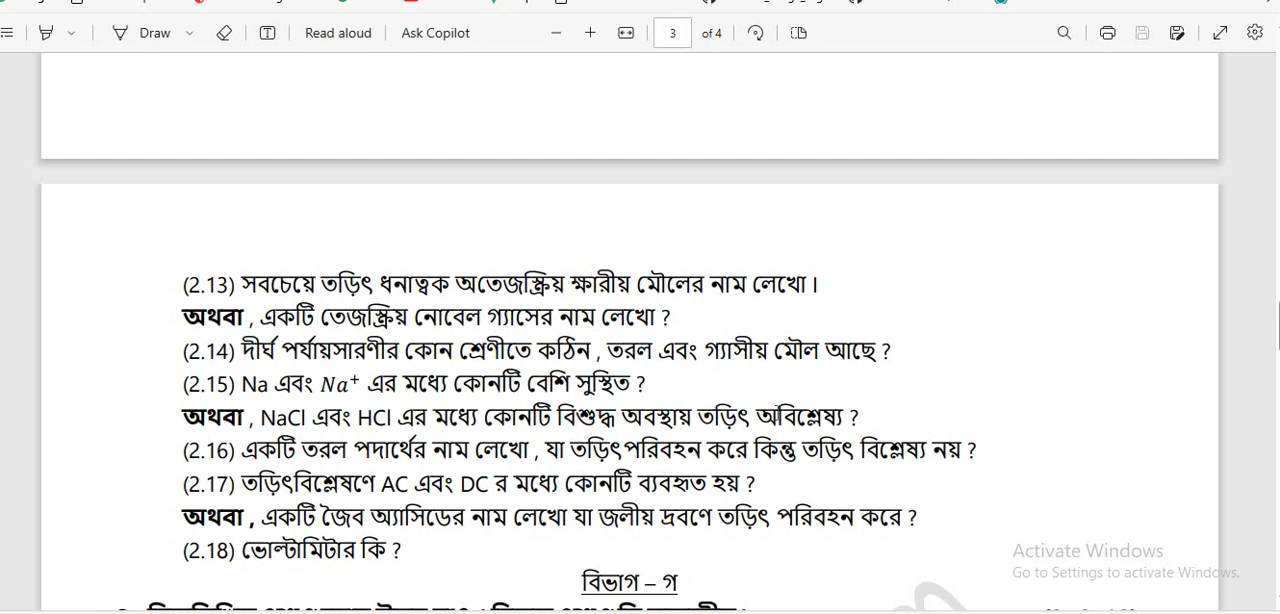 Draw
Read aloud
Ask Copilot
3
of 4
(2.13) সবচেয়ে তড়িৎ ধনাত্বক অতেজস্ক্রিয় ক্ষারীয় মৌলের নাম লেখো ।
অথবা , একটি তেজস্ক্রিয় নোবেল গ্যাসের নাম লেখো ?
(2.14) দীর্ঘ পর্যায়সারণীর কোন শ্রেণীতে কঠিন , তরল এবং গ্যাসীয় মৌল আছে ?
(2.15) Na এবং Na⁺ এর মধ্যে কোনটি বেশি সুস্থিত ?
অথবা , NaCl এবং HCl এর মধ্যে কোনটি বিশুদ্ধ অবস্থায় তড়িৎ অবিশ্লেষ্য ?
(2.16) একটি তরল পদার্থের নাম লেখো , যা তড়িৎপরিবহন করে কিন্তু তড়িৎ বিশ্লেষ্য নয় ?
(2.17) তড়িৎবিশ্লেষণে AC এবং DC র মধ্যে কোনটি ব্যবহৃত হয় ?
অথবা , একটি জৈব অ্যাসিডের নাম লেখো যা জলীয় দ্রবণে তড়িৎ পরিবহন করে ?
(2.18) ভোল্টামিটার কি ?
Activate Windows
Go to Settings to activate Windows.
বিভাগ – গ